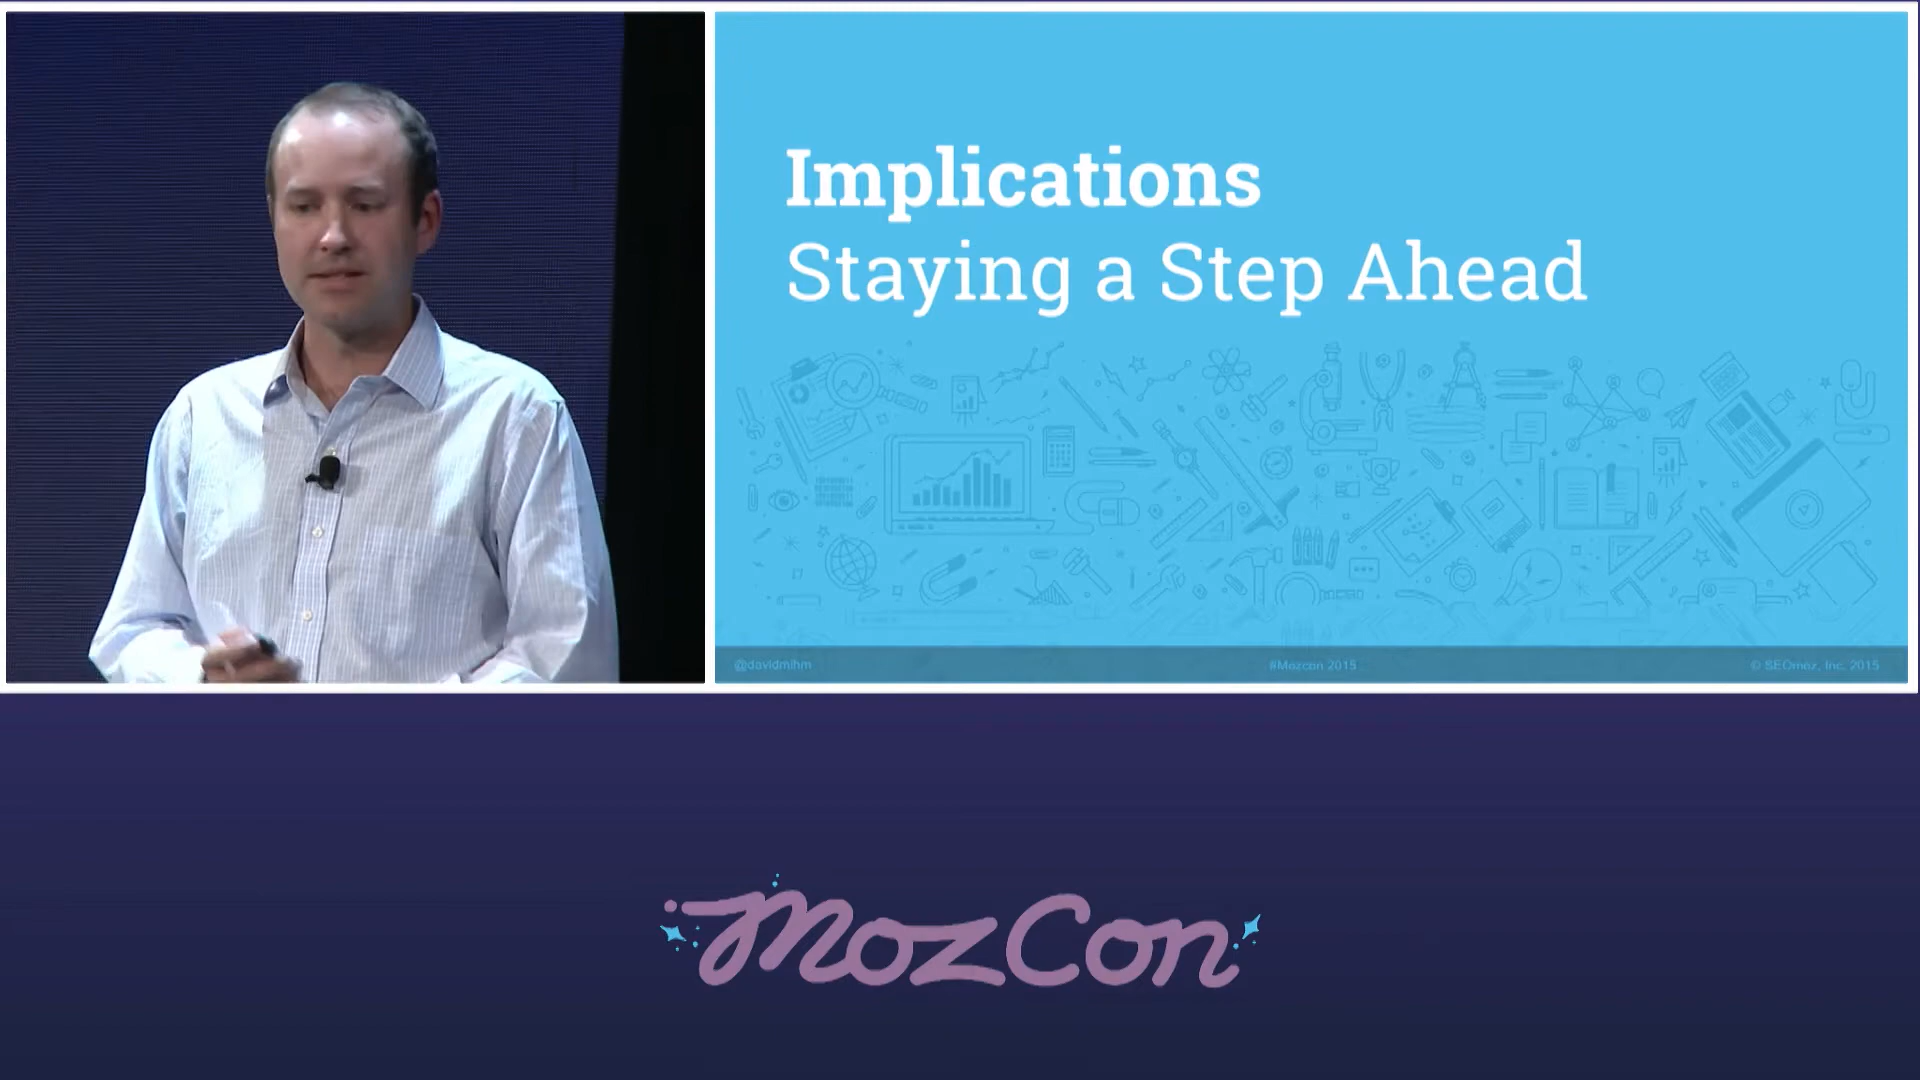 Implications
Staying a Step Ahead
@davidmihm
#Mozcon 2015
© SEOmoz, Inc. 2015
MozCon